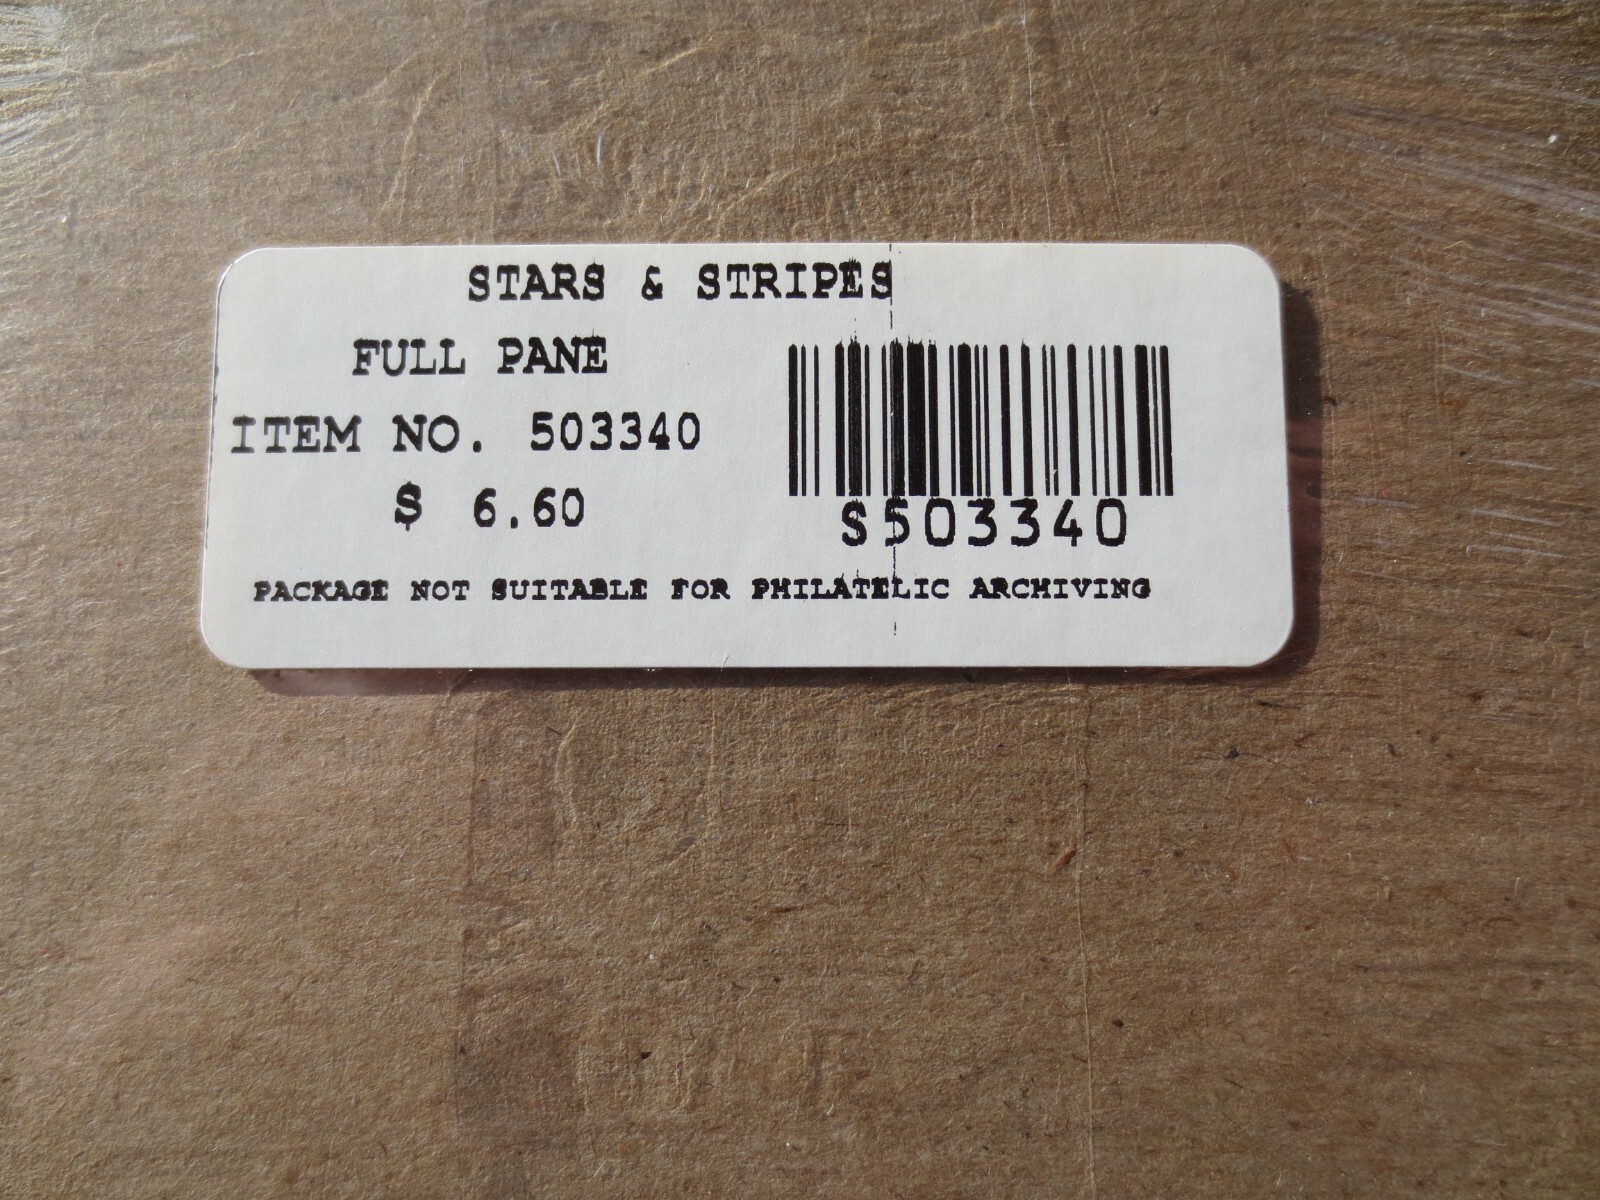 STARS & STRIPES
FULL PANE
ITEM NO. 503340
$ 6.60
S503340
PACKAGE NOT SUITABLE FOR PHILATELIC ARCHIVING